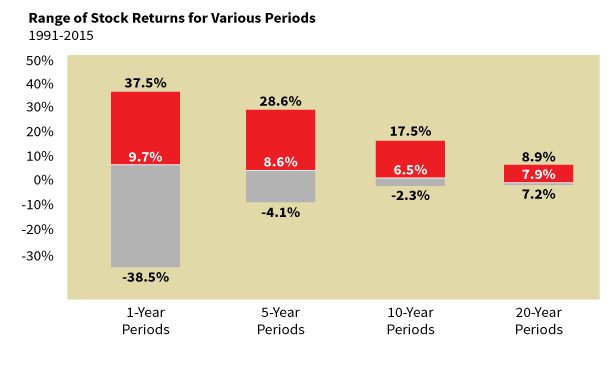 Range of Stock Returns for Various Periods
1991-2015
50%
40%
30%
20%
10%
0%
-10%
-20%
-30%
37.5%
9.7%
-38.5%
28.6%
8.6%
-4.1%
17.5%
6.5%
-2.3%
8.9%
7.9%
7.2%
1-Year
Periods
5-Year
Periods
10-Year
Periods
20-Year
Periods